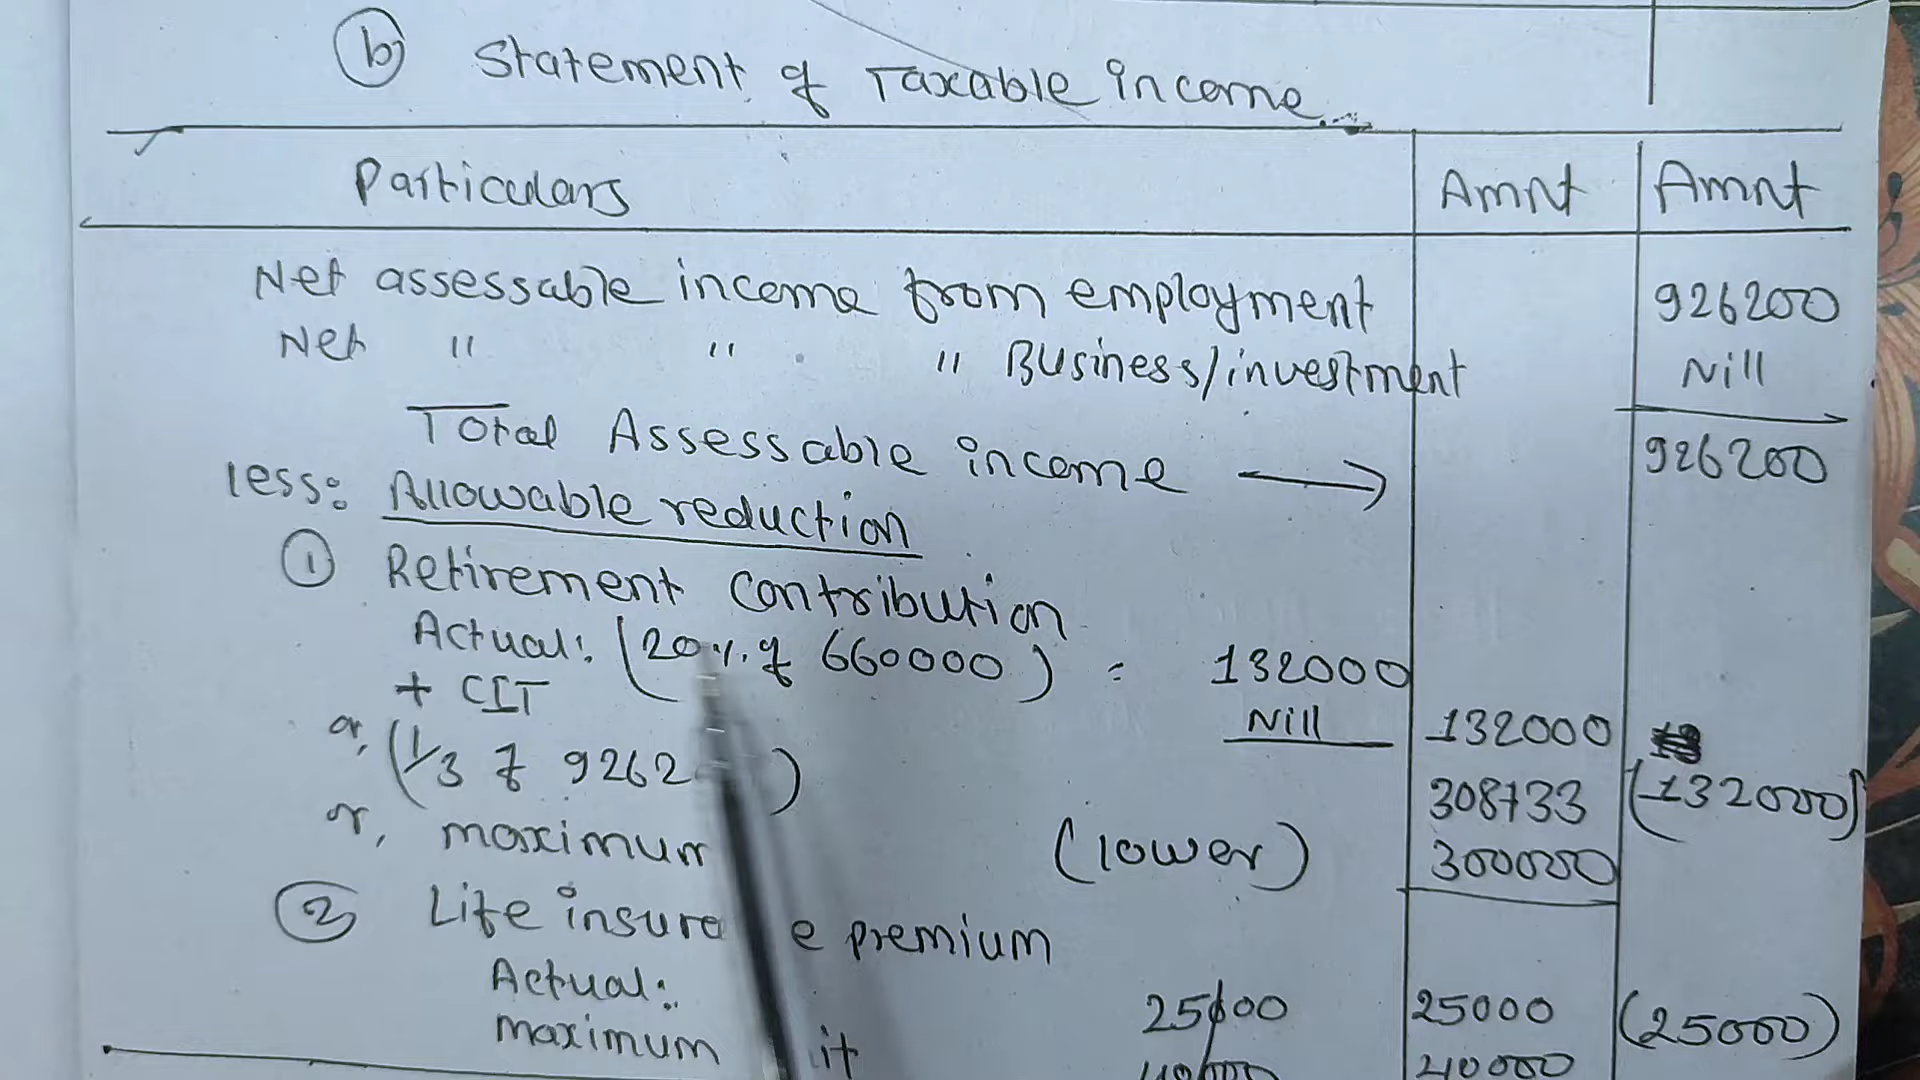 b) Statement of Taxable income
Particulars Amnt Amnt
Net assessable income from employment 926200
Net " " " Business/investment Nill
Total Assessable income → 926200
less: Allowable reduction
① Retirement contribution
Actual: (20% of 660000) = 132000
+ CIT Nill 132000
or, (1/3 of 9262 ) 308733 (132000)
or, maximum (lower) 300000
② Life insura e premium
Actual: 25000 25000 (25000)
maximum it 40000 40000